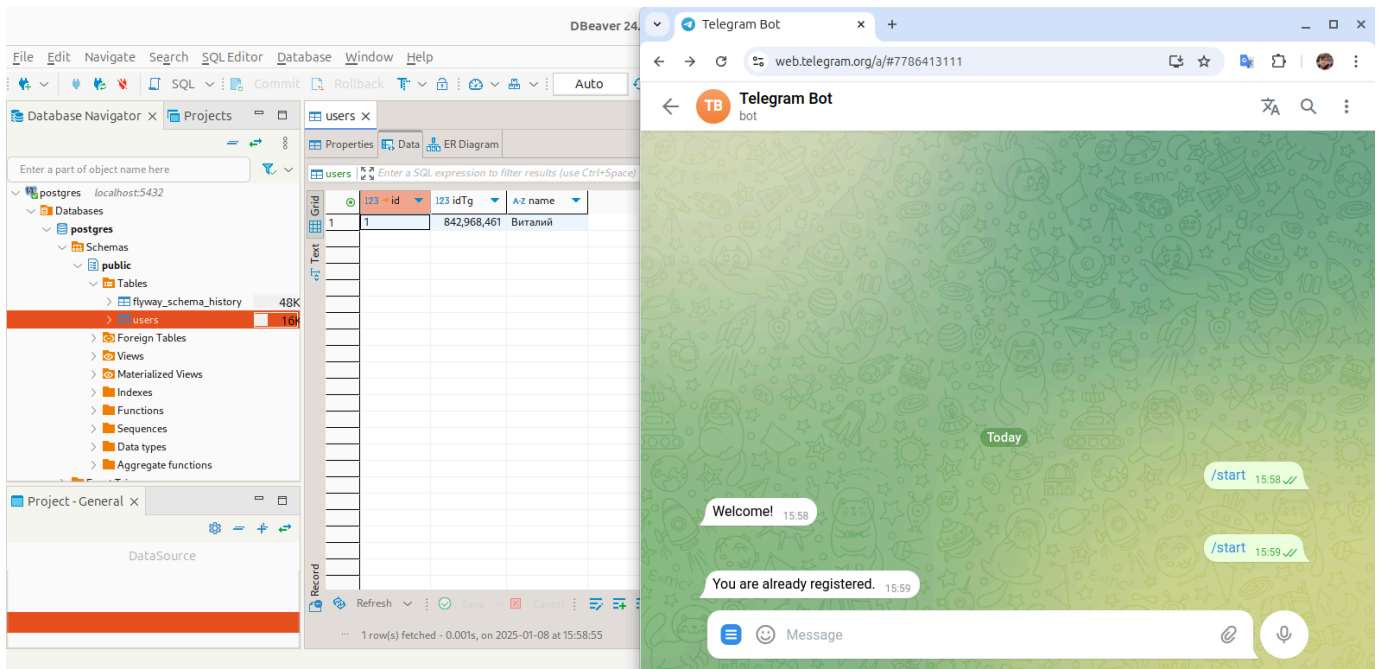 DBeaver 24.
File Edit Navigate Search SQL Editor Database Window Help
SQL Commit Rollback Auto
Database Navigator Projects
Enter a part of object name here
postgres localhost:5432
Databases
postgres
Schemas
public
Tables
flyway_schema_history 48K
users 16K
Foreign Tables
Views
Materialized Views
Indexes
Functions
Sequences
Data types
Aggregate functions
Project - General
DataSource
users
Properties Data ER Diagram
users Enter a SQL expression to filter results (use Ctrl+Space)
Grid
Text
Record
123 id 123 idTg A-Z name
1 1 842,968,461 Виталий
Refresh Save Cancel
1 row(s) fetched - 0.001s, on 2025-01-08 at 15:58:55
Telegram Bot
web.telegram.org/a/#7786413111
TB
Telegram Bot
bot
Today
/start 15:58
Welcome! 15:58
/start 15:59
You are already registered. 15:59
Message